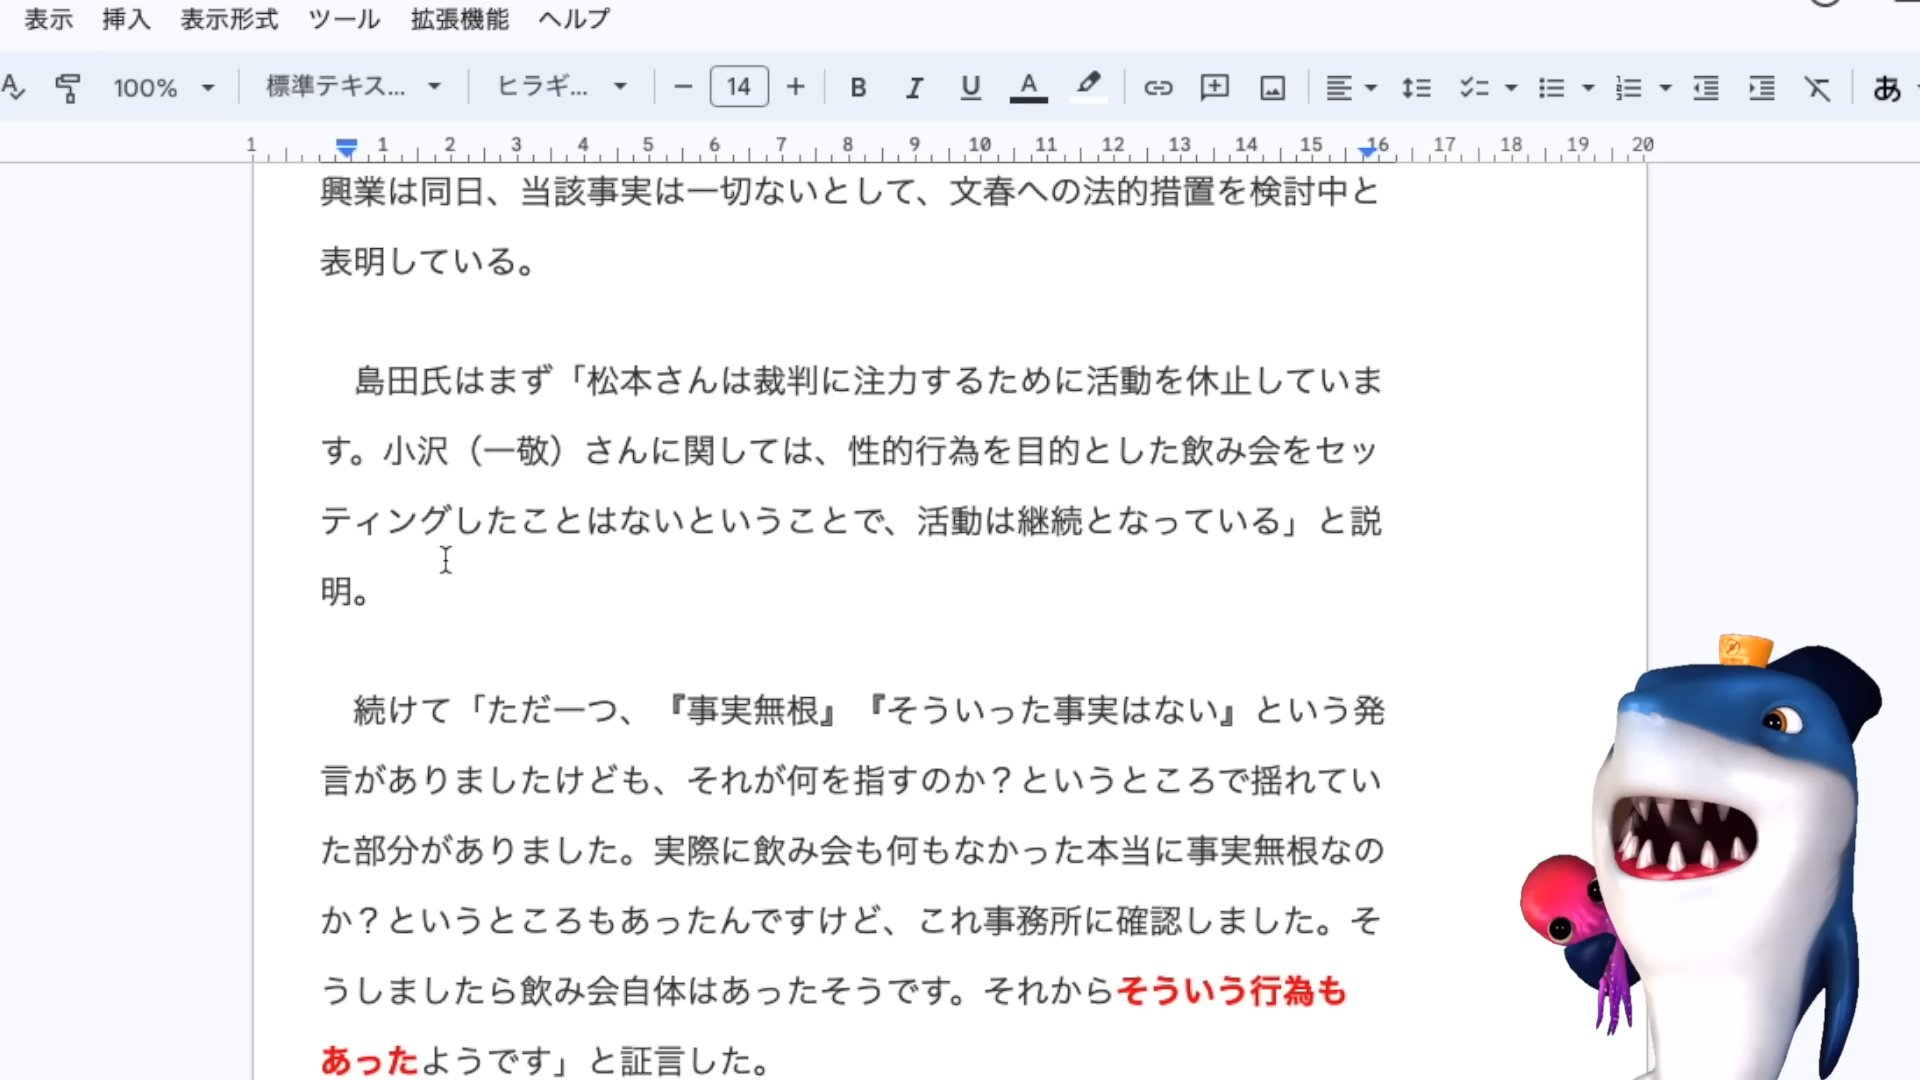 表示 挿入 表示形式 ツール 拡張機能 ヘルプ
100% 標準テキス... ヒラギ... − 14 + B I U A あ
1 1 2 3 4 5 6 7 8 9 10 11 12 13 14 15 16 17 18 19 20
興業は同日、当該事実は一切ないとして、文春への法的措置を検討中と
表明している。
島田氏はまず「松本さんは裁判に注力するために活動を休止していま
す。小沢（一敬）さんに関しては、性的行為を目的とした飲み会をセッ
ティングしたことはないということで、活動は継続となっている」と説
明。
続けて「ただ一つ、『事実無根』『そういった事実はない』という発
言がありましたけども、それが何を指すのか？というところで揺れてい
た部分がありました。実際に飲み会も何もなかった本当に事実無根なの
か？というところもあったんですけど、これ事務所に確認しました。そ
うしましたら飲み会自体はあったそうです。それからそういう行為も
あったようです」と証言した。